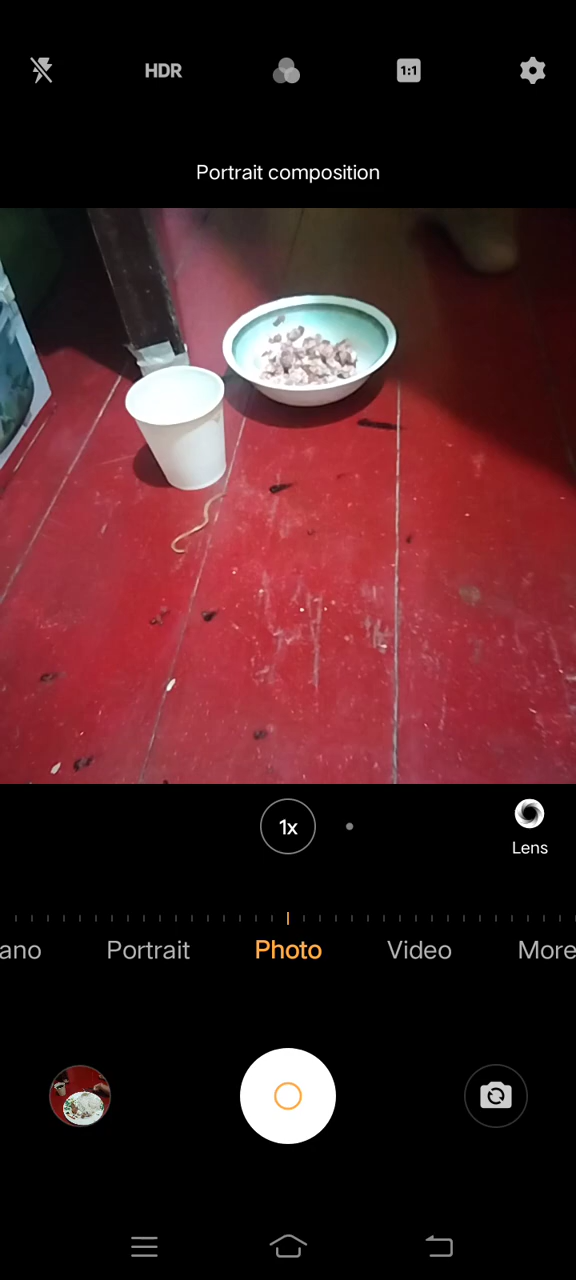 HDR
1:1
Portrait composition
1x
Lens
ano Portrait Photo Video More